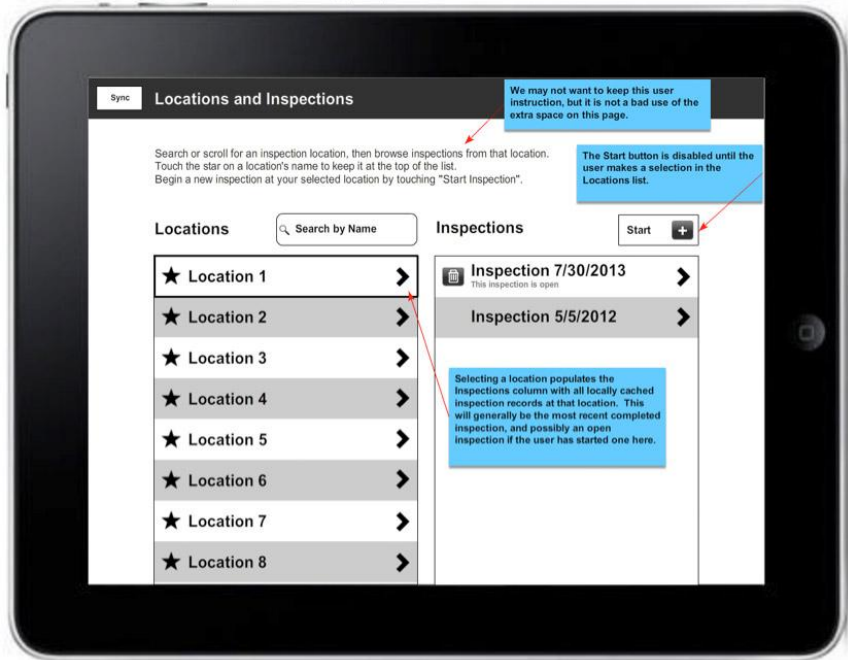 Sync
Locations and Inspections
We may not want to keep this user
instruction, but it is not a bad use of the
extra space on this page.
Search or scroll for an inspection location, then browse inspections from that location.
Touch the star on a location's name to keep it at the top of the list.
Begin a new inspection at your selected location by touching "Start Inspection".
The Start button is disabled until the
user makes a selection in the
Locations list.
Locations
Search by Name
Inspections
Start
Location 1
Location 2
Location 3
Location 4
Location 5
Location 6
Location 7
Location 8
Inspection 7/30/2013
This inspection is open
Inspection 5/5/2012
Selecting a location populates the
Inspections column with all locally cached
inspection records at that location. This
will generally be the most recent completed
inspection, and possibly an open
inspection if the user has started one here.